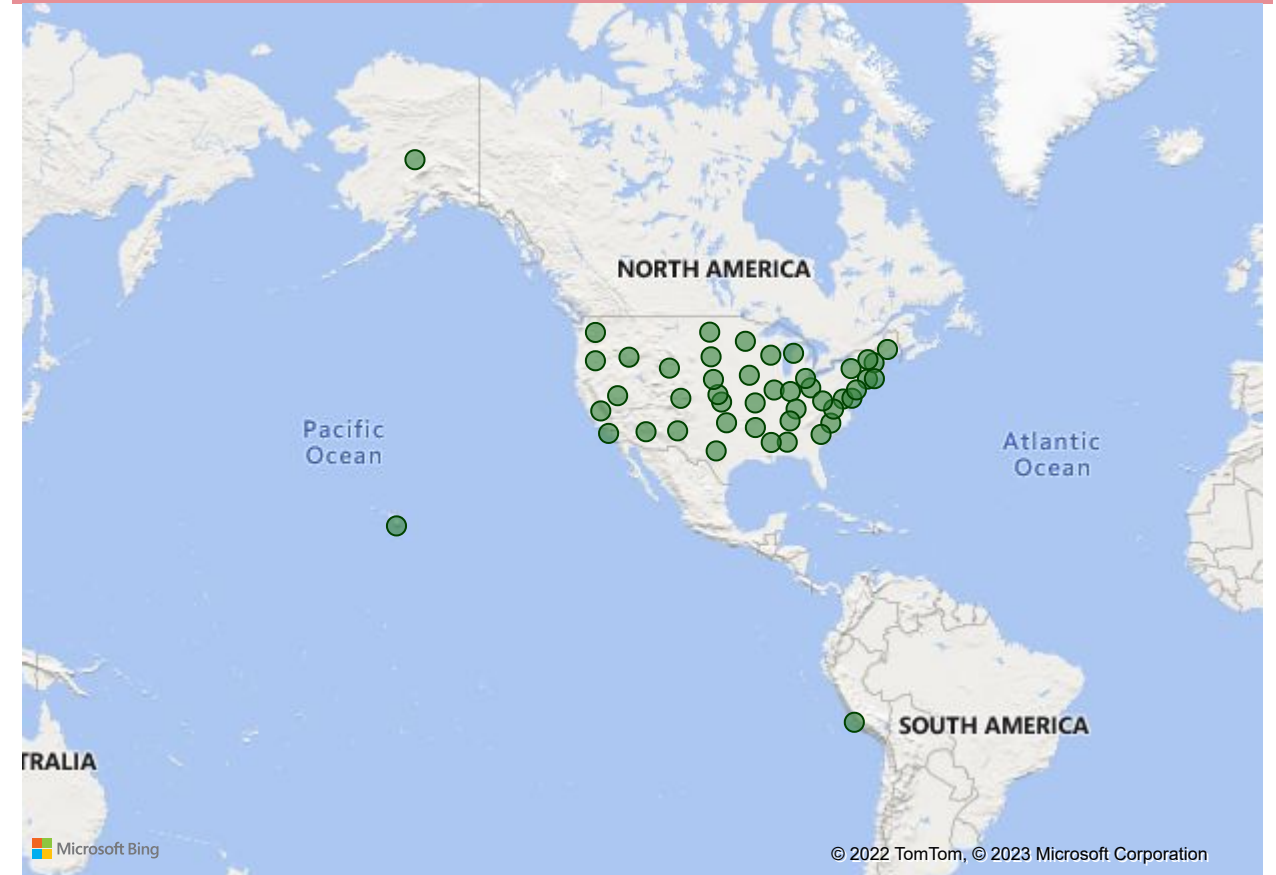 NORTH AMERICA
Pacific
Ocean
Atlantic
Ocean
SOUTH AMERICA
TRALIA
Microsoft Bing
© 2022 TomTom, © 2023 Microsoft Corporation